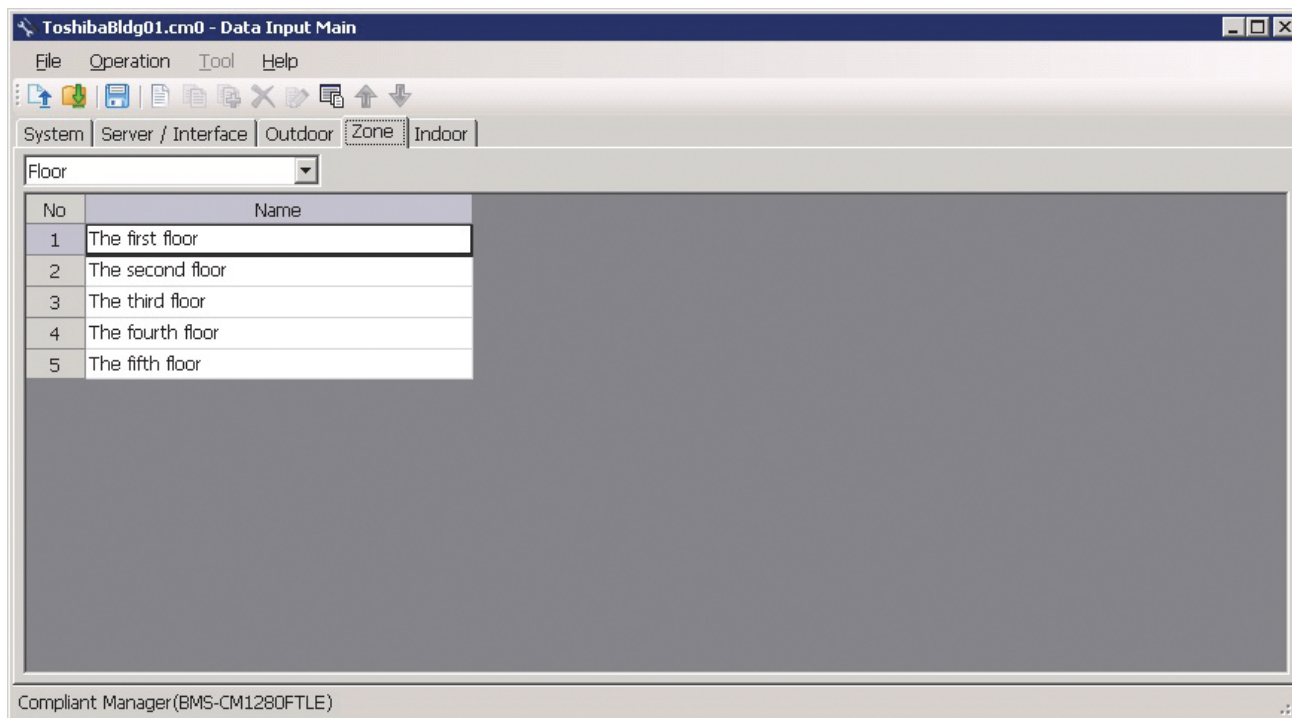 ToshibaBldg01.cm0 - Data Input Main
File Operation Tool Help
System Server / Interface Outdoor Zone Indoor
Floor
No Name
1 The first floor
2 The second floor
3 The third floor
4 The fourth floor
5 The fifth floor
Compliant Manager(BMS-CM1280FTLE)